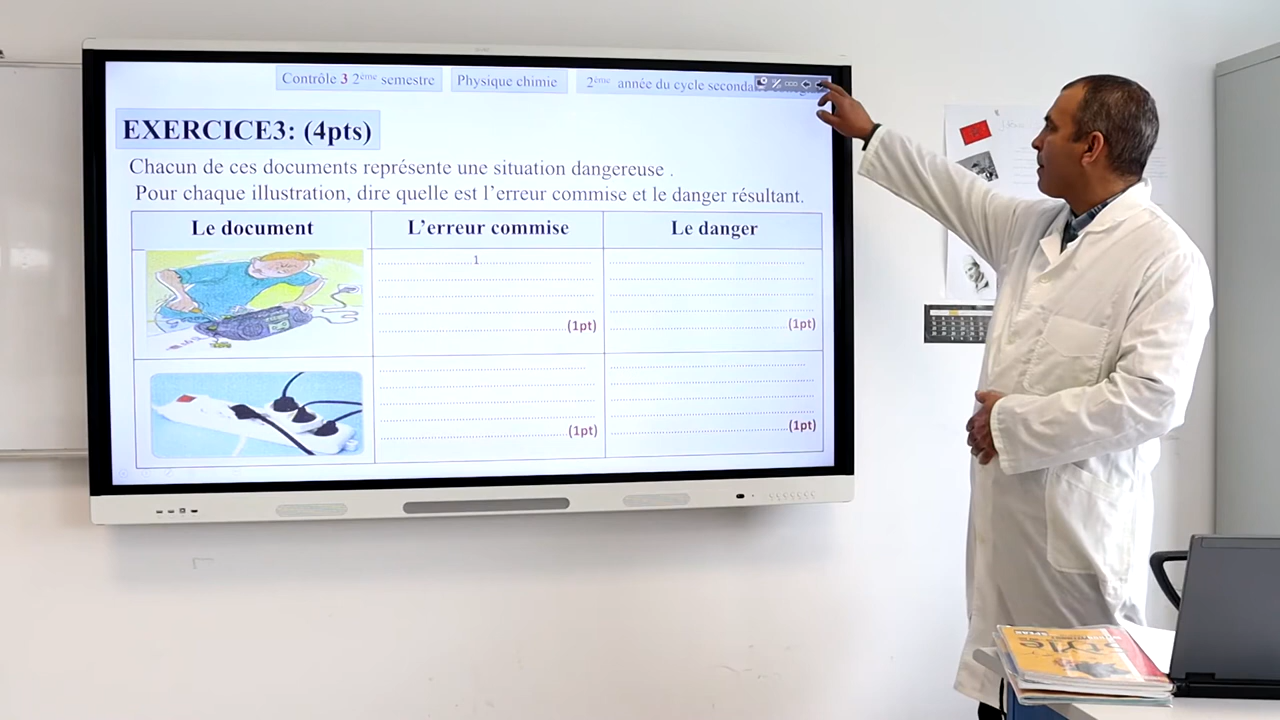 Contrôle 3 2ème semestre
Physique chimie
2ème année du cycle
EXERCICE3: (4pts)
Chacun de ces documents représente une situation dangereuse .
Pour chaque illustration, dire quelle est l'erreur commise et le danger résultant.
Le document L'erreur commise Le danger
1
(1pt) (1pt)
(1pt) (1pt)
style